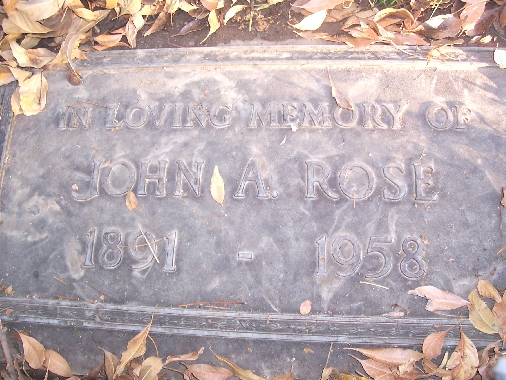 IN LOVING MEMORY OF
JOHN A. ROSE
1891 - 1958